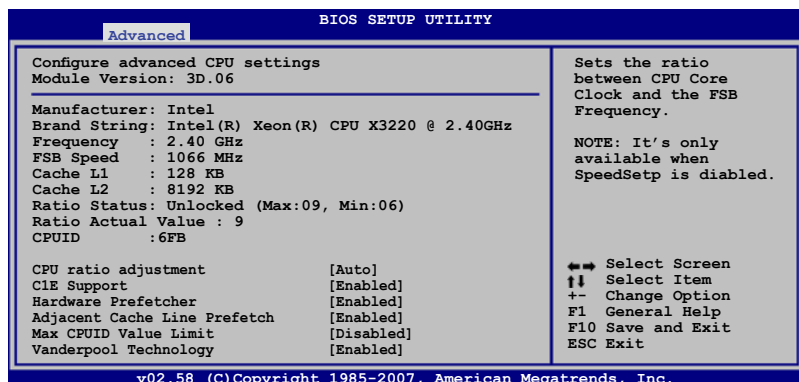 BIOS SETUP UTILITY
Advanced
Configure advanced CPU settings
Module Version: 3D.06
Manufacturer: Intel
Brand String: Intel(R) Xeon(R) CPU X3220 @ 2.40GHz
Frequency : 2.40 GHz
FSB Speed : 1066 MHz
Cache L1 : 128 KB
Cache L2 : 8192 KB
Ratio Status: Unlocked (Max:09, Min:06)
Ratio Actual Value : 9
CPUID :6FB
CPU ratio adjustment [Auto]
C1E Support [Enabled]
Hardware Prefetcher [Enabled]
Adjacent Cache Line Prefetch [Enabled]
Max CPUID Value Limit [Disabled]
Vanderpool Technology [Enabled]
Sets the ratio
between CPU Core
Clock and the FSB
Frequency.
NOTE: It's only
available when
SpeedSetp is diabled.
Select Screen
Select Item
+- Change Option
F1 General Help
F10 Save and Exit
ESC Exit
v02.58 (C)Copyright 1985-2007, American Megatrends, Inc.